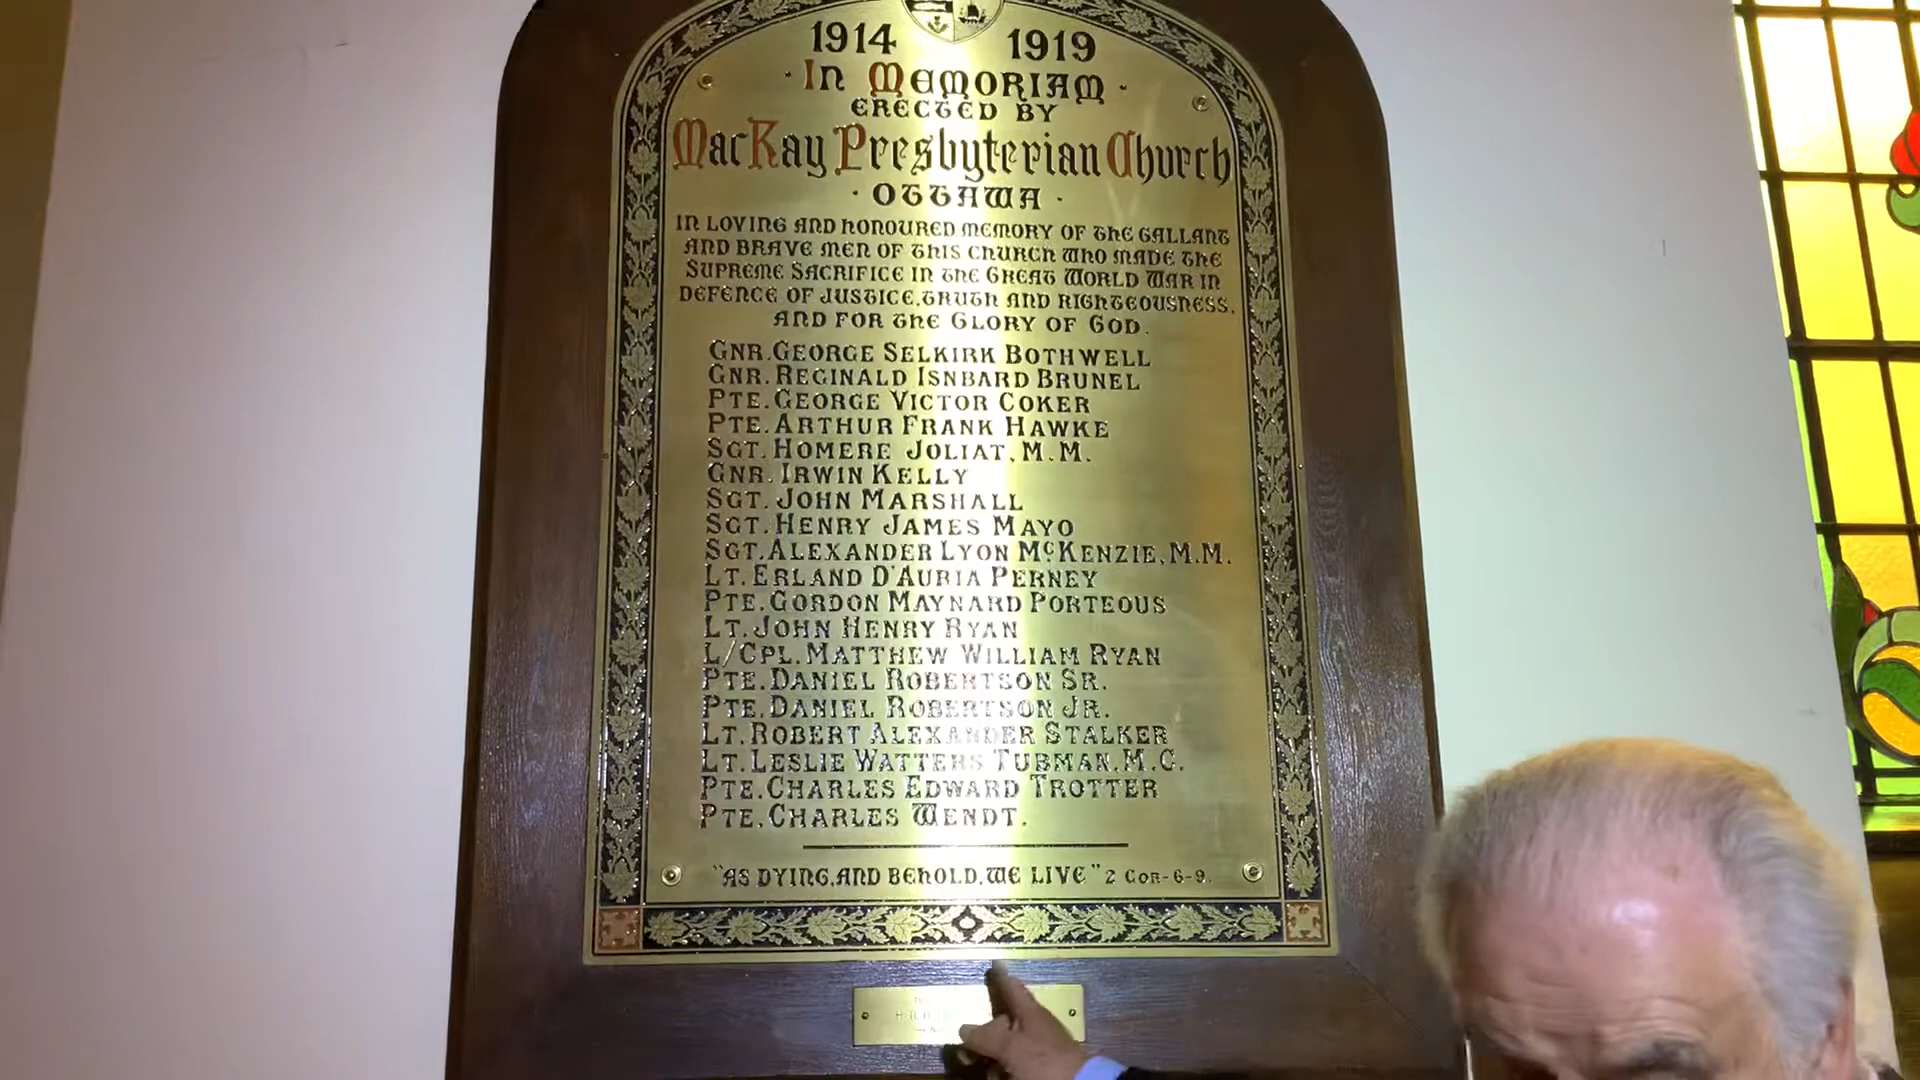 1914 1919
In Memoriam
ERECTED BY
MacKay Presbyterian Church
· OTTAWA ·
IN LOVING AND HONOURED MEMORY OF THE GALLANT
AND BRAVE MEN OF THIS CHURCH WHO MADE THE
SUPREME SACRIFICE IN THE GREAT WORLD WAR IN
DEFENCE OF JUSTICE, TRUTH AND RIGHTEOUSNESS,
AND FOR THE GLORY OF GOD.
GNR. GEORGE SELKIRK BOTHWELL
GNR. REGINALD ISNBARD BRUNEL
PTE. GEORGE VICTOR COKER
PTE. ARTHUR FRANK HAWKE
SGT. HOMERE JOLIAT, M.M.
GNR. IRWIN KELLY
SGT. JOHN MARSHALL
SGT. HENRY JAMES MAYO
SGT. ALEXANDER LYON McKENZIE, M.M.
LT. ERLAND D'AURIA PERNEY
PTE. GORDON MAYNARD PORTEOUS
LT. JOHN HENRY RYAN
L/CPL. MATTHEW WILLIAM RYAN
PTE. DANIEL ROBERTSON SR.
PTE. DANIEL ROBERTSON JR.
LT. ROBERT ALEXANDER STALKER
LT. LESLIE WATTERS TUBMAN. M.C.
PTE. CHARLES EDWARD TROTTER
PTE. CHARLES WENDT.
"AS DYING, AND BEHOLD, WE LIVE" 2 COR-6-9.